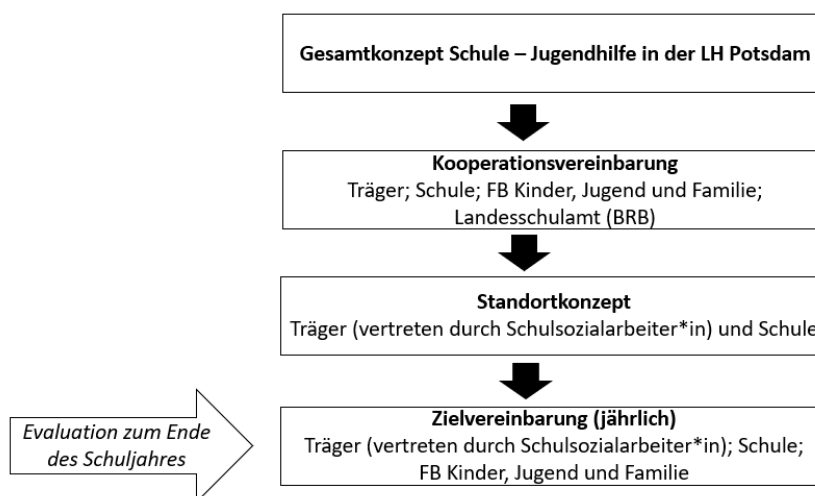 Gesamtkonzept Schule – Jugendhilfe in der LH Potsdam
Kooperationsvereinbarung
Träger; Schule; FB Kinder, Jugend und Familie;
Landesschulamt (BRB)
Standortkonzept
Träger (vertreten durch Schulsozialarbeiter*in) und Schule
Evaluation zum Ende
des Schuljahres
Zielvereinbarung (jährlich)
Träger (vertreten durch Schulsozialarbeiter*in); Schule;
FB Kinder, Jugend und Familie